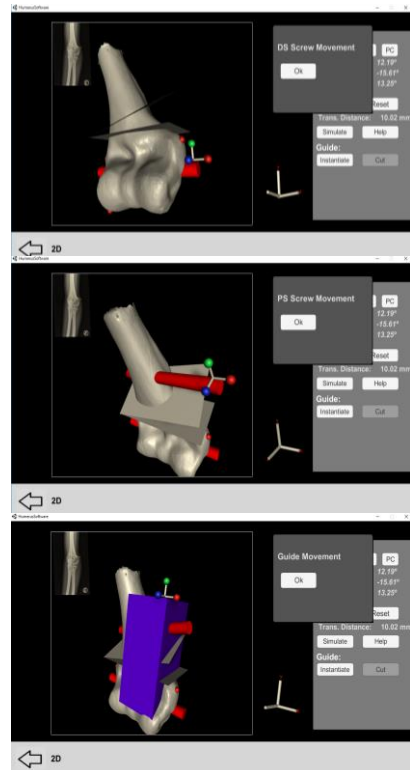 HumerusSoftware
DS Screw Movement
PC
Ok
12.19°
-15.61°
13.25°
Reset
Trans. Distance: 10.02 mm
Simulate Help
Guide:
Instantiate Cut
2D
HumerusSoftware
PS Screw Movement
PC
Ok
12.19°
-15.61°
13.25°
Reset
Trans. Distance: 10.02 mm
Simulate Help
Guide:
Instantiate Cut
2D
HumerusSoftware
Guide Movement
PC
Ok
12.19°
-15.61°
13.25°
Reset
Trans. Distance: 10.02 mm
Simulate Help
Guide:
Instantiate Cut
2D